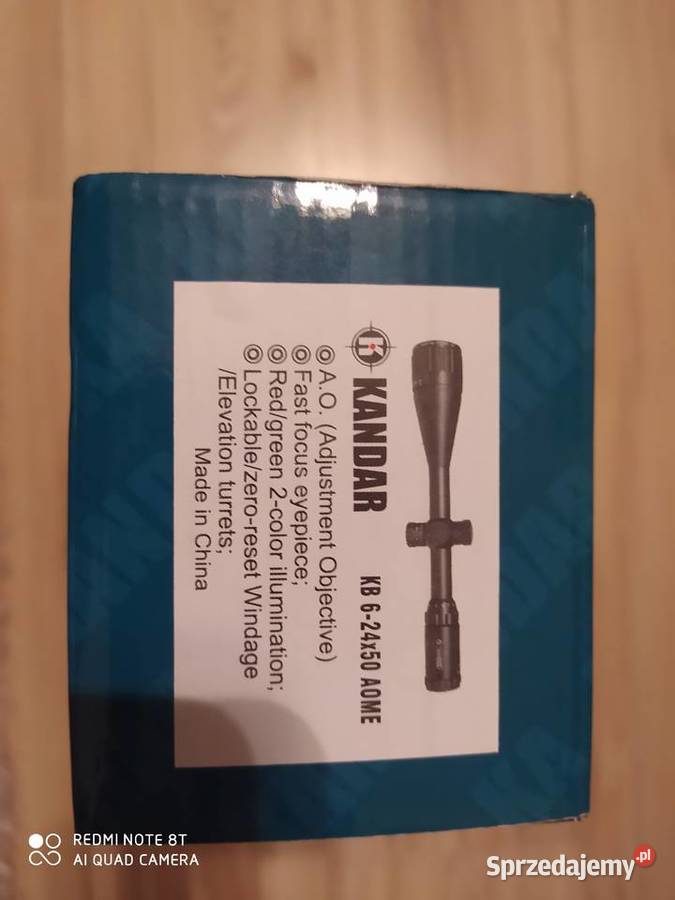 KANDAR KB 6-24x50 AOME
A.O. (Adjustment Objective)
Fast focus eyepiece;
Red/green 2-color illumination;
Lockable/zero-reset Windage
/Elevation turrets;
Made in China
REDMI NOTE 8T
AI QUAD CAMERA
Sprzedajemy.pl